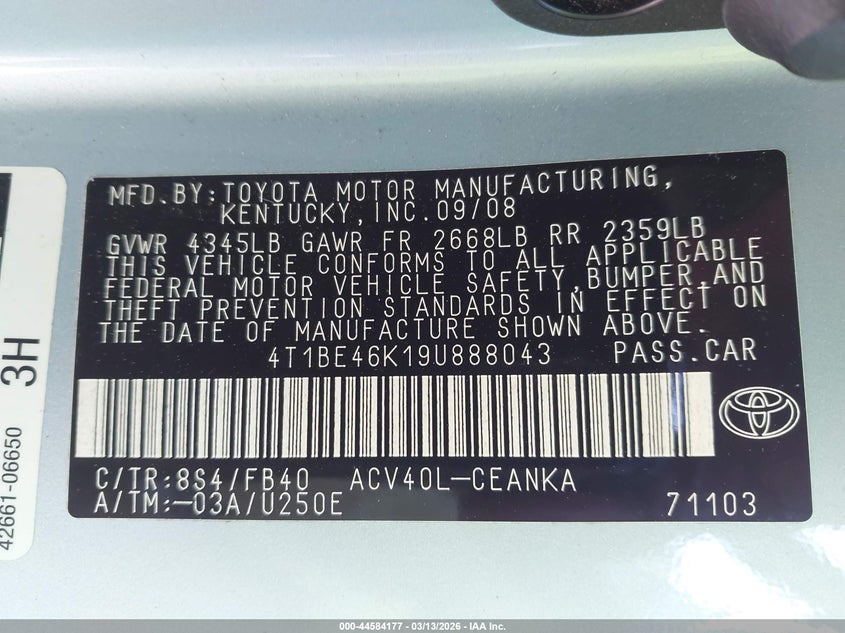 MFD.BY:TOYOTA MOTOR MANUFACTURING,
KENTUCKY,INC.09/08
GVWR 4345LB GAWR FR 2668LB RR 2359LB
THIS VEHICLE CONFORMS TO ALL APPLICABLE
FEDERAL MOTOR VEHICLE SAFETY,BUMPER,AND
THEFT PREVENTION STANDARDS IN EFFECT ON
THE DATE OF MANUFACTURE SHOWN ABOVE.
4T1BE46K19U888043 PASS.CAR
C/TR:8S4/FB40 ACV40L-CEANKA
A/TM:-03A/U250E 71103
3H
42661-06650
000-44584177 - 03/13/2026 - IAA Inc.